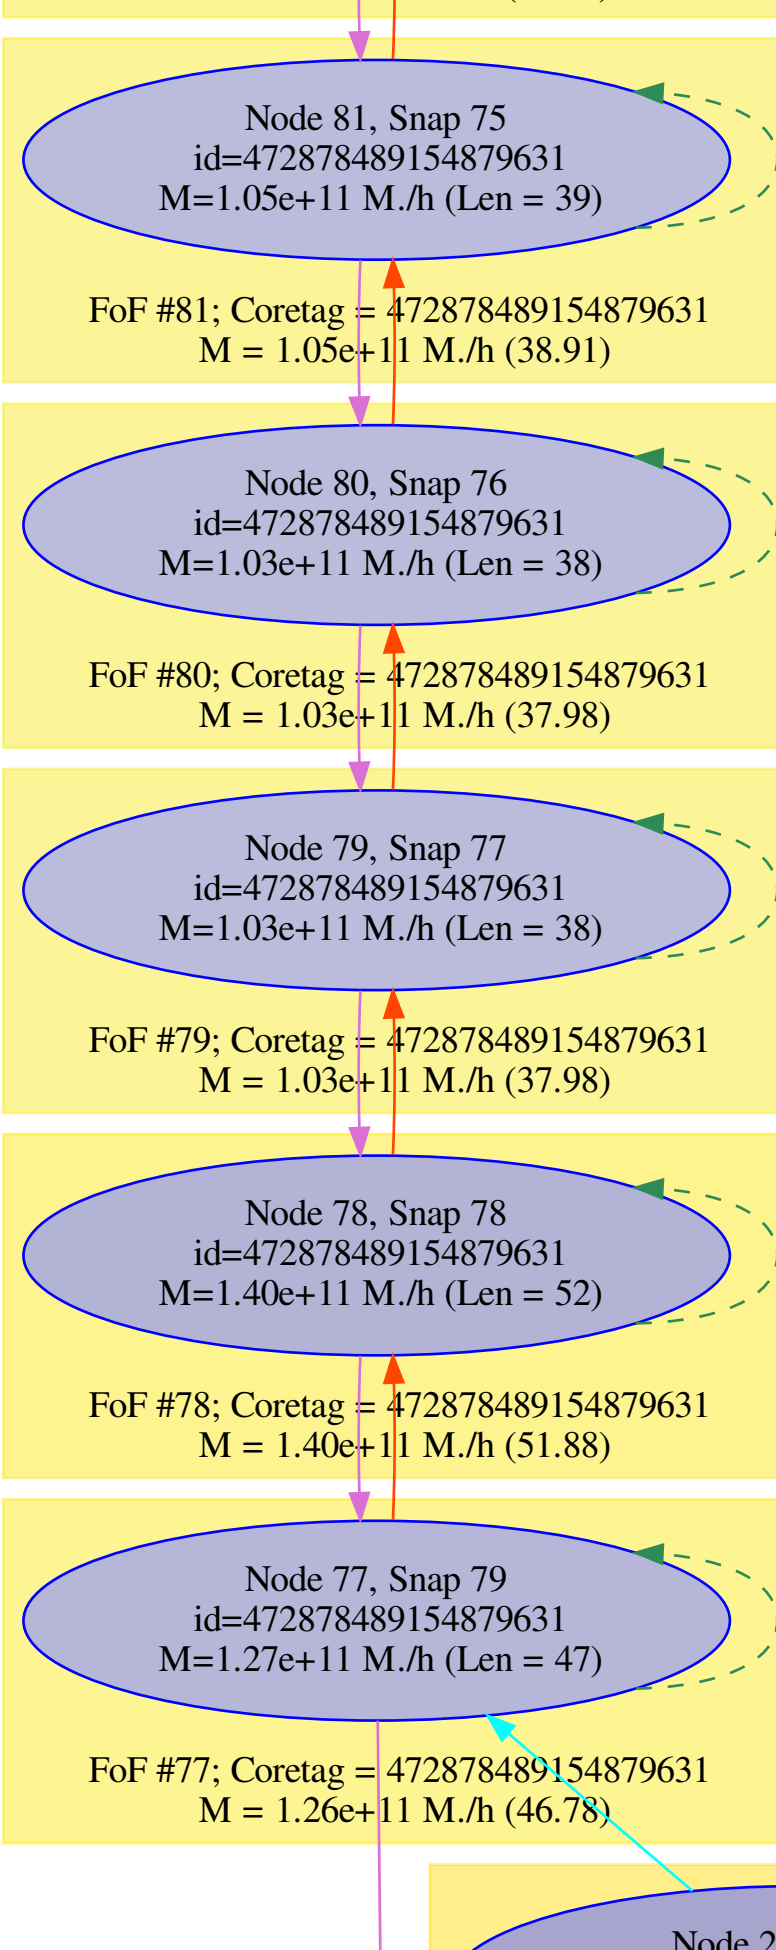 Node 81, Snap 75
id=472878489154879631
M=1.05e+11 M./h (Len = 39)
FoF #81; Coretag = 472878489154879631
M = 1.05e+11 M./h (38.91)
Node 80, Snap 76
id=472878489154879631
M=1.03e+11 M./h (Len = 38)
FoF #80; Coretag = 472878489154879631
M = 1.03e+11 M./h (37.98)
Node 79, Snap 77
id=472878489154879631
M=1.03e+11 M./h (Len = 38)
FoF #79; Coretag = 472878489154879631
M = 1.03e+11 M./h (37.98)
Node 78, Snap 78
id=472878489154879631
M=1.40e+11 M./h (Len = 52)
FoF #78; Coretag = 472878489154879631
M = 1.40e+11 M./h (51.88)
Node 77, Snap 79
id=472878489154879631
M=1.27e+11 M./h (Len = 47)
FoF #77; Coretag = 472878489154879631
M = 1.26e+11 M./h (46.78)
Node 2